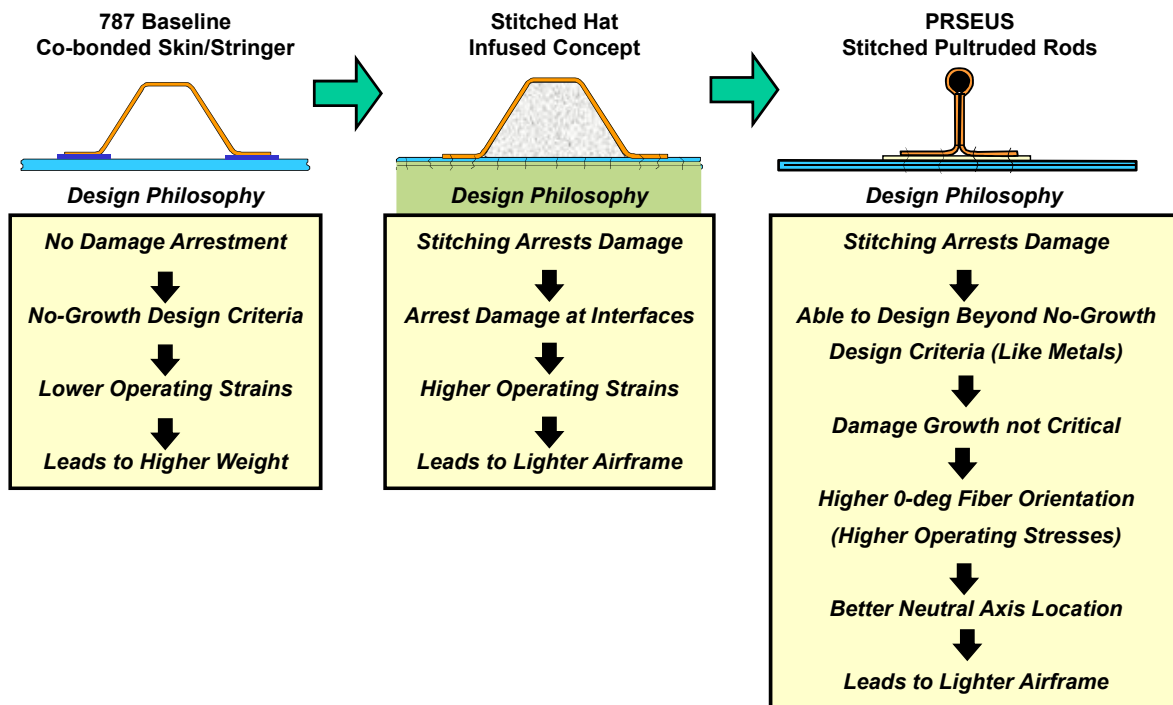 787 Baseline
Co-bonded Skin/Stringer
Design Philosophy
No Damage Arrestment
No-Growth Design Criteria
Lower Operating Strains
Leads to Higher Weight
Stitched Hat
Infused Concept
Design Philosophy
Stitching Arrests Damage
Arrest Damage at Interfaces
Higher Operating Strains
Leads to Lighter Airframe
PRSEUS
Stitched Pultruded Rods
Design Philosophy
Stitching Arrests Damage
Able to Design Beyond No-Growth
Design Criteria (Like Metals)
Damage Growth not Critical
Higher 0-deg Fiber Orientation
(Higher Operating Stresses)
Better Neutral Axis Location
Leads to Lighter Airframe